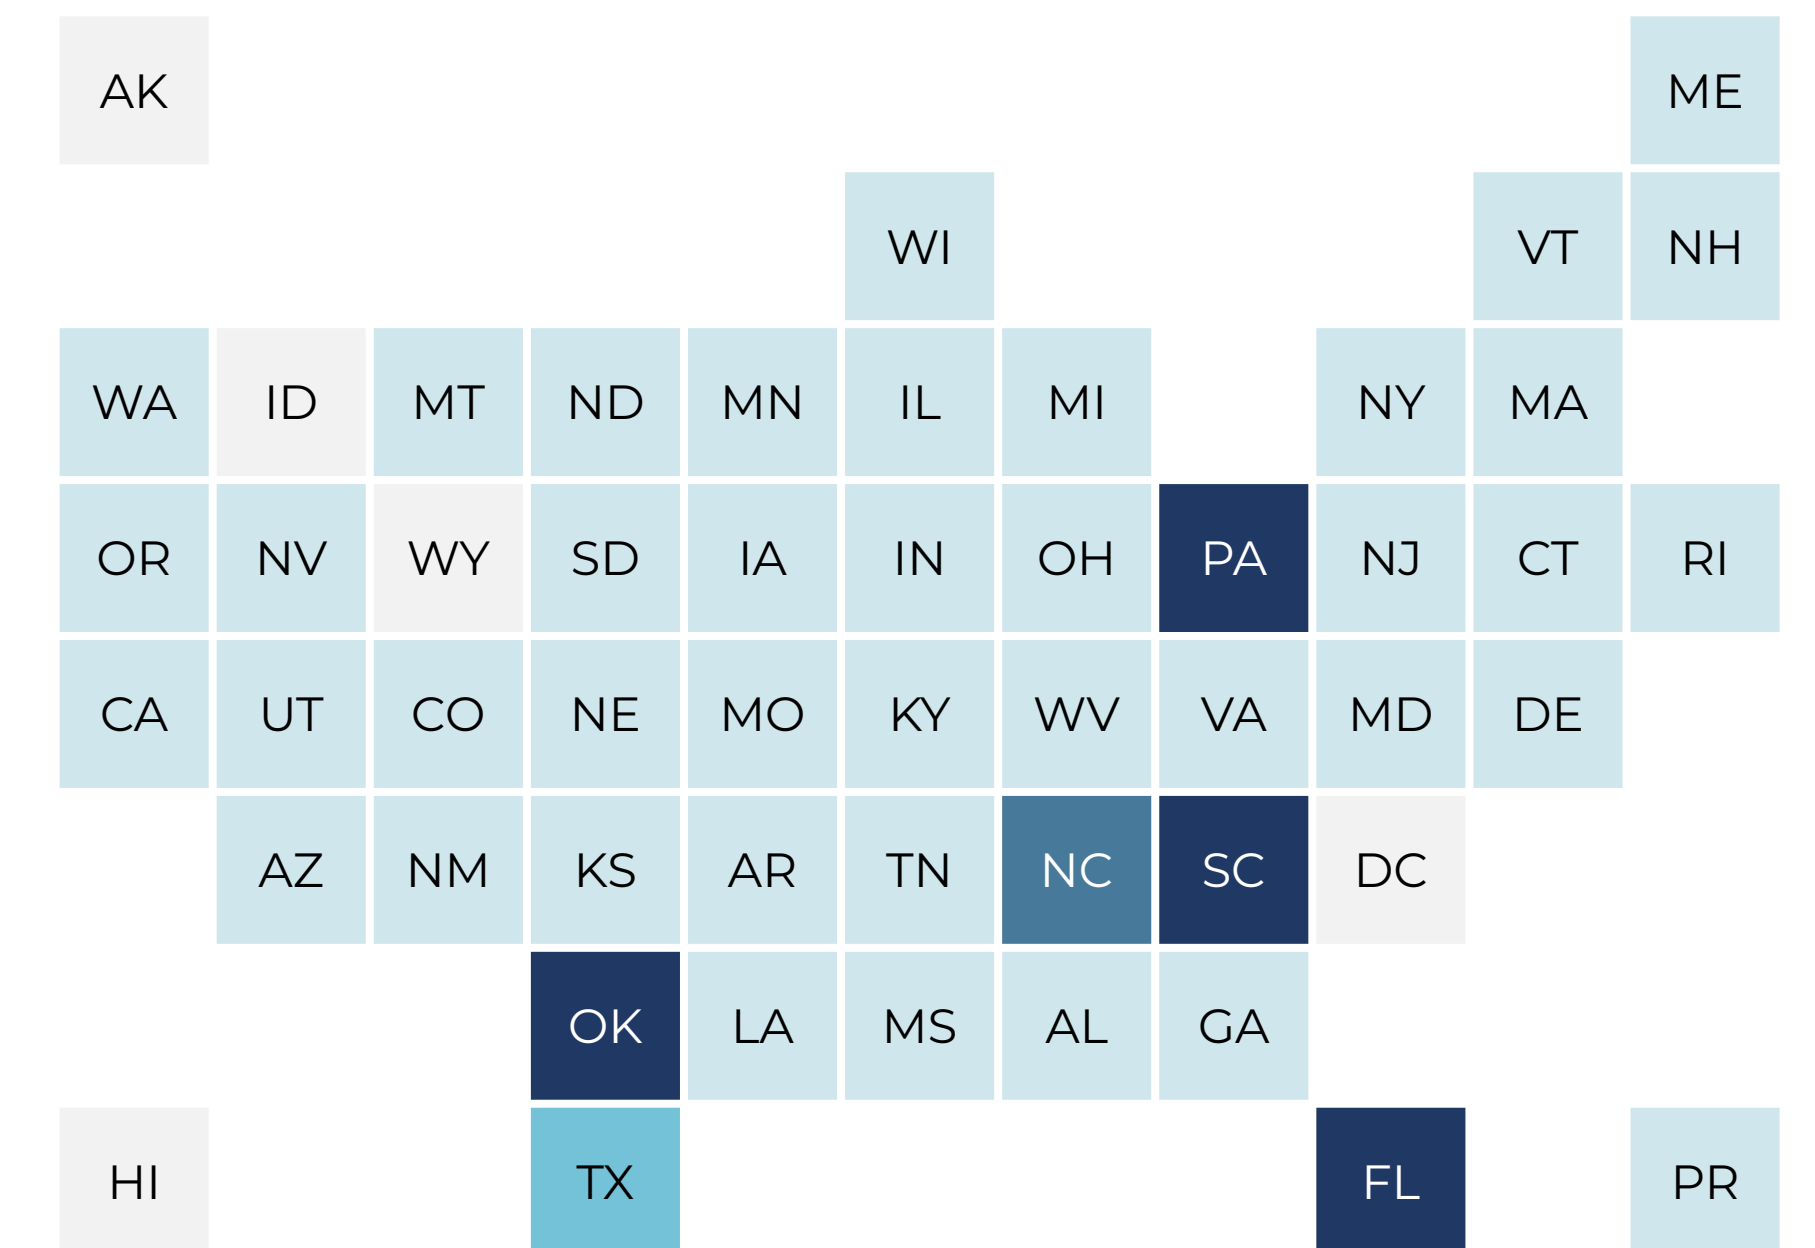 AK ME
WI VT NH
WA ID MT ND MN IL MI NY MA
OR NV WY SD IA IN OH PA NJ CT RI
CA UT CO NE MO KY WV VA MD DE
AZ NM KS AR TN NC SC DC
OK LA MS AL GA
HI TX FL PR